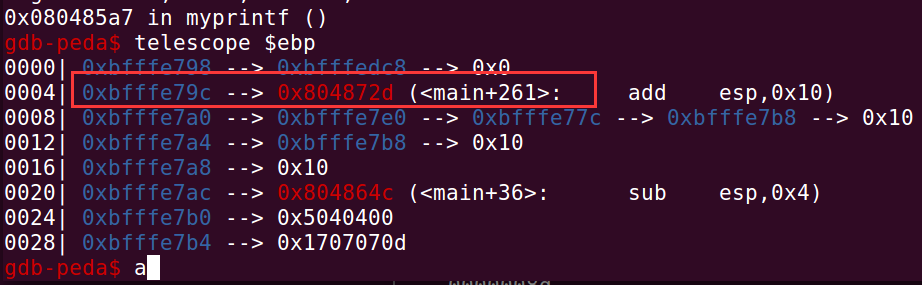 0x080485a7 in myprintf ()
gdb-peda$ telescope $ebp
0000| 0xbfffe798 --> 0xbfffedc8 --> 0x0
0004| 0xbfffe79c --> 0x804872d (<main+261>:	add    esp,0x10)
0008| 0xbfffe7a0 --> 0xbfffe7e0 --> 0xbfffe77c --> 0xbfffe7b8 --> 0x10
0012| 0xbfffe7a4 --> 0xbfffe7b8 --> 0x10
0016| 0xbfffe7a8 --> 0x10
0020| 0xbfffe7ac --> 0x804864c (<main+36>:	sub    esp,0x4)
0024| 0xbfffe7b0 --> 0x5040400
0028| 0xbfffe7b4 --> 0x1707070d
gdb-peda$ a